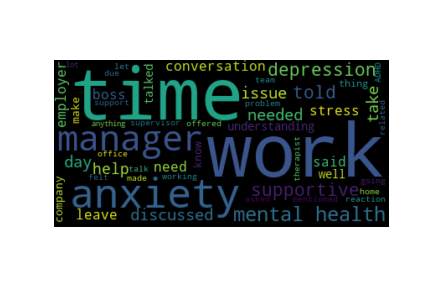 lot
let
due
employer
make
boss
support
talked
conversation
team
problem
issue
depression
thing
ADHD
time
told
take
related
anything
supervisor
offered
needed
stress
understanding
manager
work
office
know
therapist
said
well
day
help
talk
need
felt
made
working
supportive
going
home
anxiety
asked
mentioned
reaction
company
leave
discussed
mental health